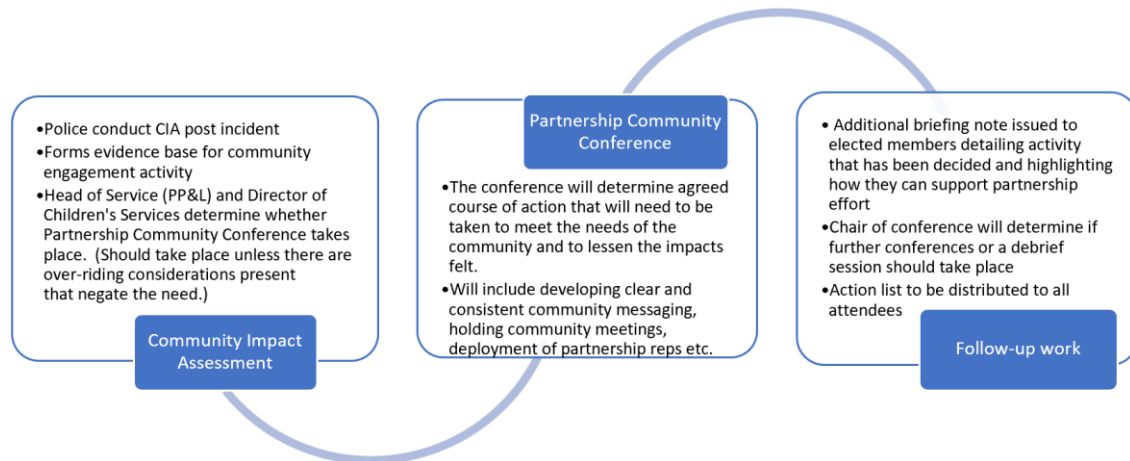 •Police conduct CIA post incident
•Forms evidence base for community
engagement activity
•Head of Service (PP&L) and Director of
Children's Services determine whether
Partnership Community Conference takes
place. (Should take place unless there are
over-riding considerations present
that negate the need.)
Community Impact
Assessment
Partnership Community
Conference
•The conference will determine agreed
course of action that will need to be
taken to meet the needs of the
community and to lessen the impacts
felt.
•Will include developing clear and
consistent community messaging,
holding community meetings,
deployment of partnership reps etc.
• Additional briefing note issued to
elected members detailing activity
that has been decided and highlighting
how they can support partnership
effort
•Chair of conference will determine if
further conferences or a debrief
session should take place
•Action list to be distributed to all
attendees
Follow-up work